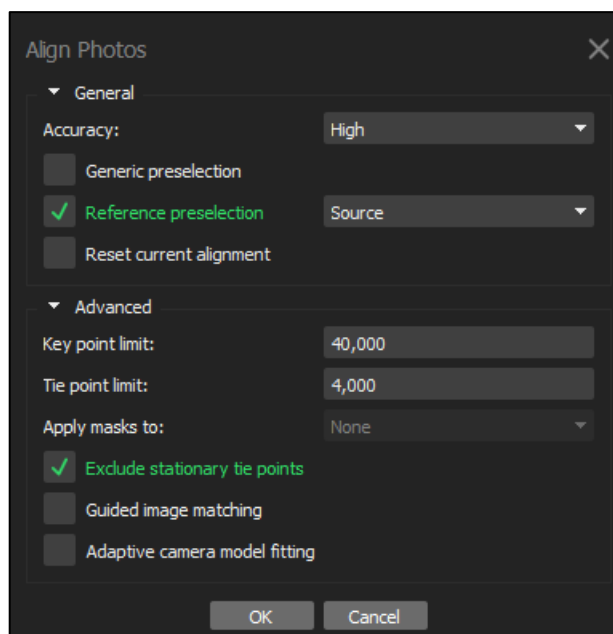 Align Photos
General
Accuracy: High
Generic preselection
Reference preselection Source
Reset current alignment
Advanced
Key point limit: 40,000
Tie point limit: 4,000
Apply masks to: None
Exclude stationary tie points
Guided image matching
Adaptive camera model fitting
OK Cancel